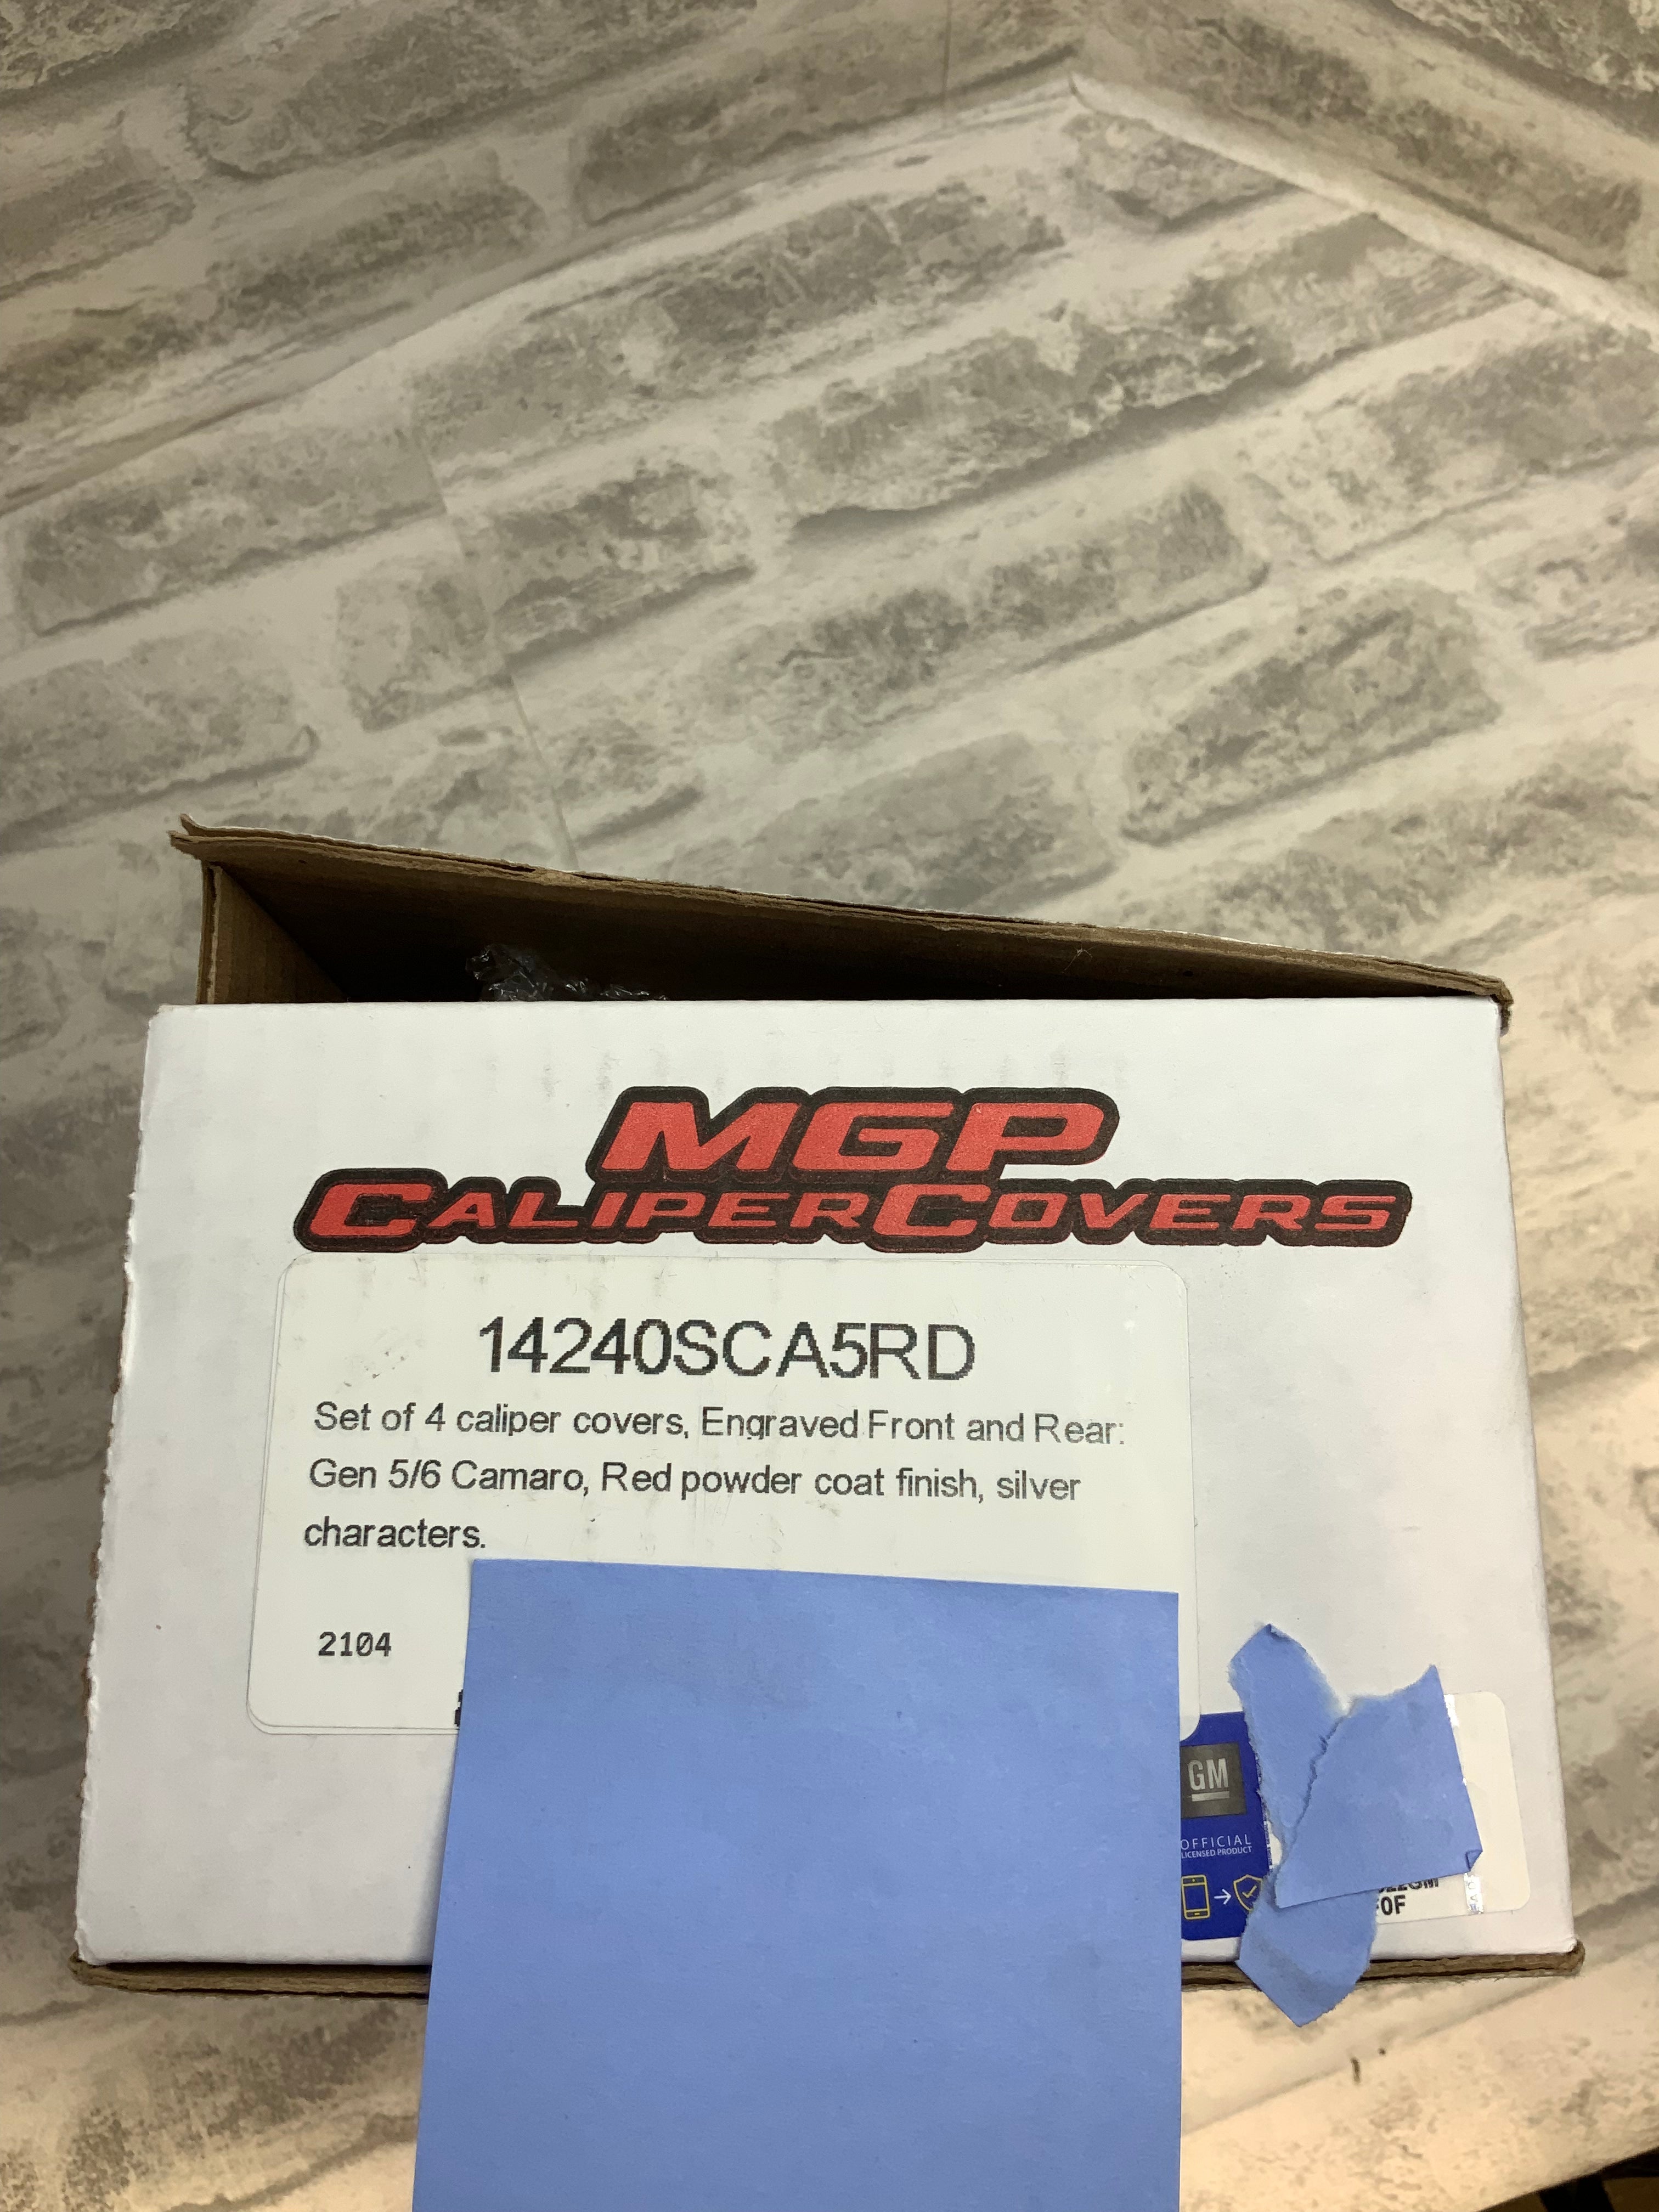 MGP
CALIPERCOVERS
14240SCA5RD
Set of 4 caliper covers, Engraved Front and Rear:
Gen 5/6 Camaro, Red powder coat finish, silver
characters.
2104
GM
OFFICIAL
LICENSED PRODUCT